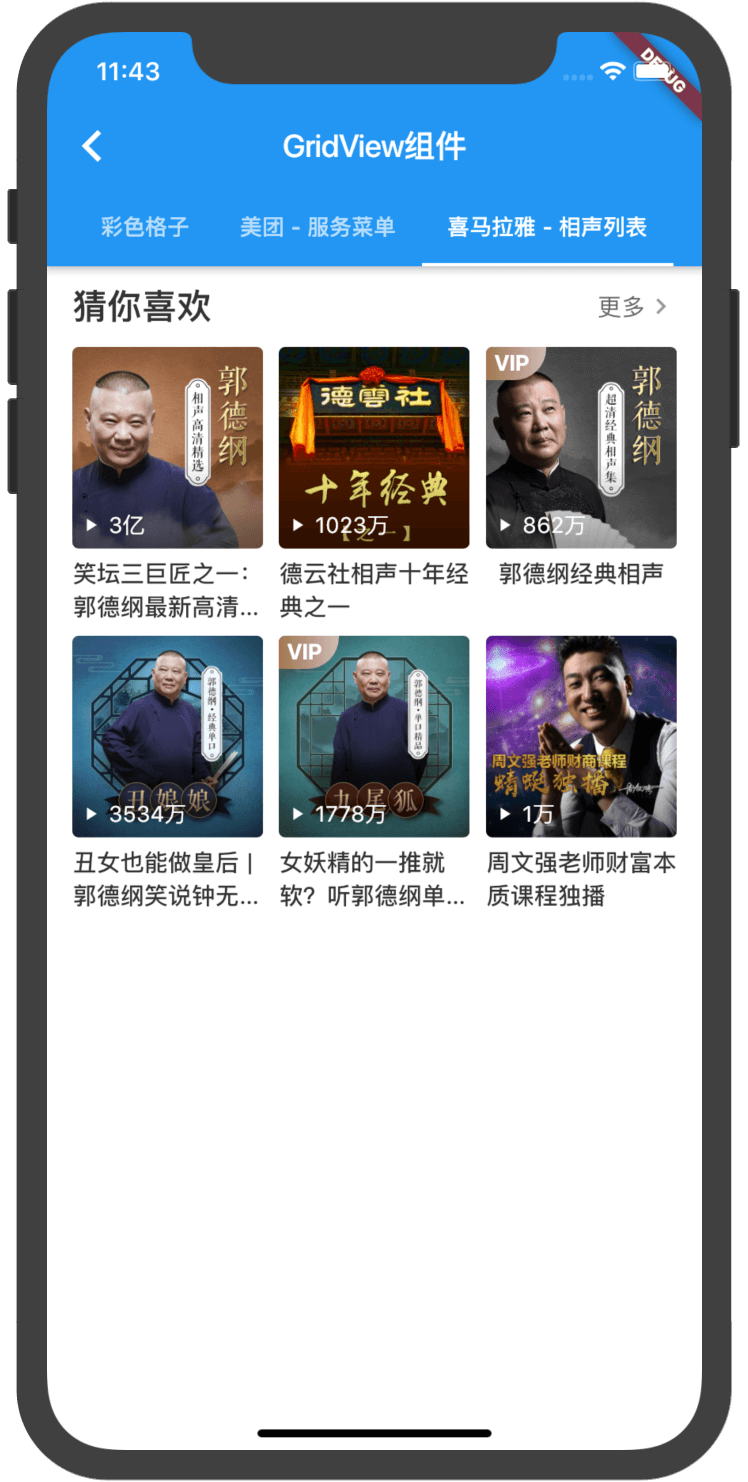 11:43
DEBUG
GridView组件
彩色格子
美团 - 服务菜单
喜马拉雅 - 相声列表
猜你喜欢
更多
郭德纲
相声高清精选
3亿
德雲社
十年经典
【之一】
1023万
VIP
郭德纲
超清经典相声集
862万
笑坛三巨匠之一：
郭德纲最新高清...
德云社相声十年经
典之一
郭德纲经典相声
郭德纲·经典单口
丑娘娘
3534万
VIP
郭德纲·单口精品
九尾狐
1778万
周文强老师财商课程
蜻蜓独播
1万
丑女也能做皇后 |
郭德纲笑说钟无...
女妖精的一推就
软？听郭德纲单...
周文强老师财富本
质课程独播